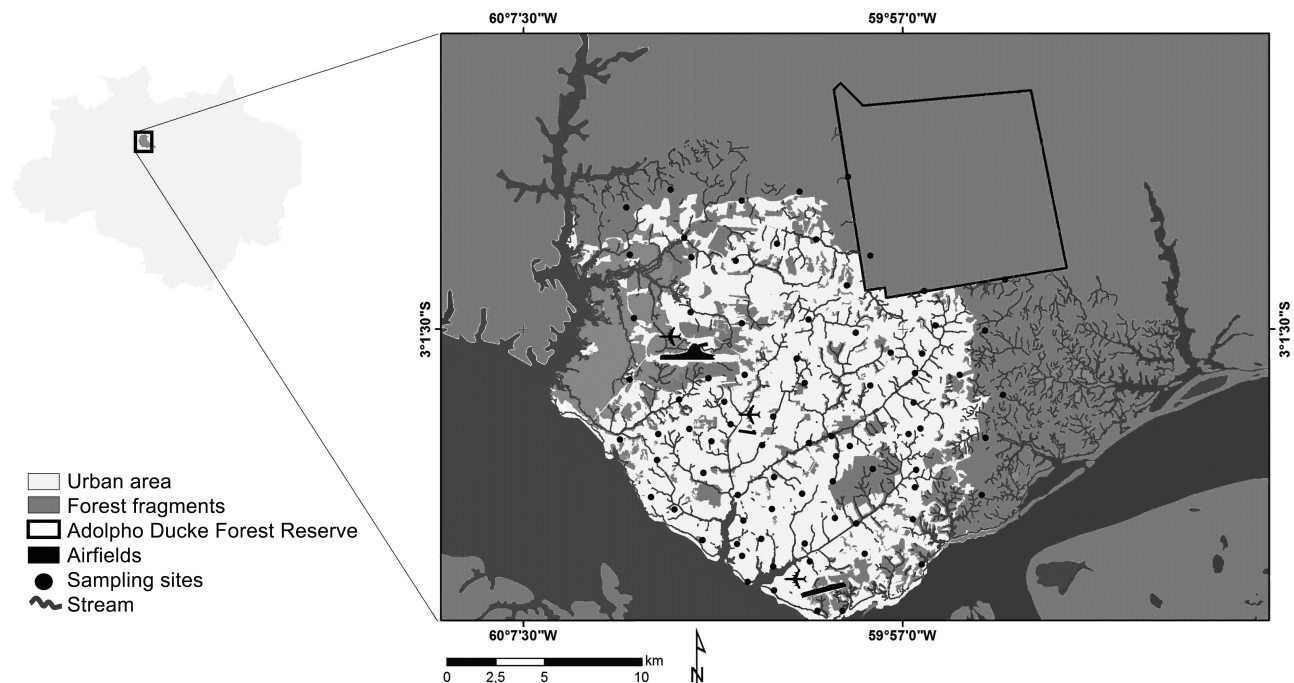 60°7'30"W
59°57'0"W
3°1'30"S
3°1'30"S
Urban area
Forest fragments
Adolpho Ducke Forest Reserve
Airfields
Sampling sites
Stream
60°7'30"W
59°57'0"W
km
0 2,5 5 10
N